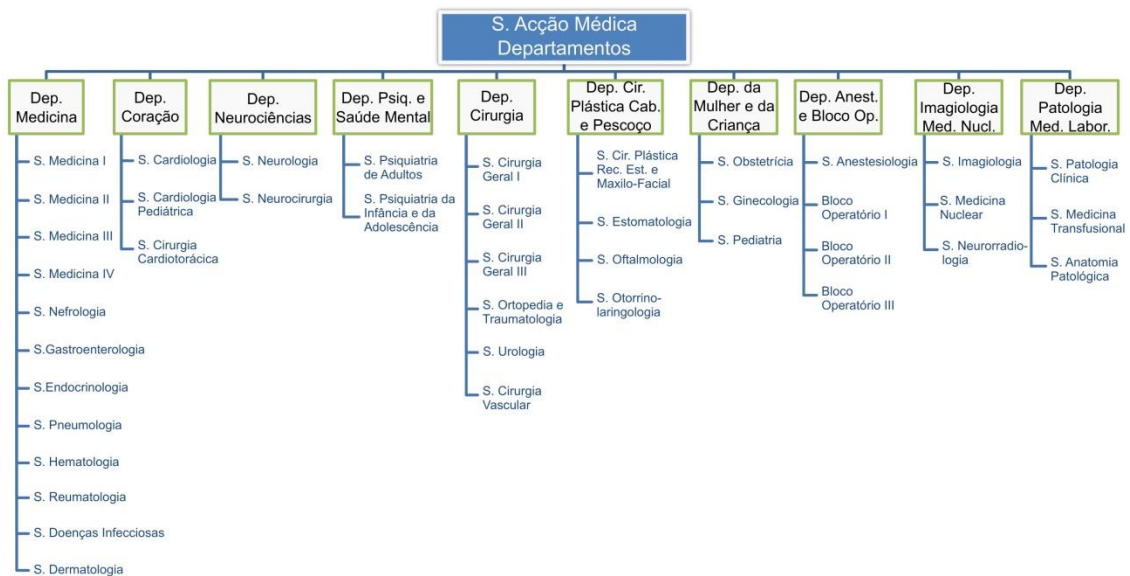 S. Acção Médica
Departamentos
Dep.
Medicina
S. Medicina I
S. Medicina II
S. Medicina III
S. Medicina IV
S. Nefrologia
S.Gastroenterologia
S.Endocrinologia
S. Pneumologia
S. Hematologia
S. Reumatologia
S. Doenças Infecciosas
S. Dermatologia
Dep.
Coração
S. Cardiologia
S. Cardiologia
Pediátrica
S. Cirurgia
Cardiotorácica
Dep.
Neurociências
S. Neurologia
S. Neurocirurgia
Dep. Psiq. e
Saúde Mental
S. Psiquiatria
de Adultos
S. Psiquiatria da
Infância e da
Adolescência
Dep.
Cirurgia
S. Cirurgia
Geral I
S. Cirurgia
Geral II
S. Cirurgia
Geral III
S. Ortopedia e
Traumatologia
S. Urologia
S. Cirurgia
Vascular
Dep. Cir.
Plástica Cab.
e Pescoço
S. Cir. Plástica
Rec. Est. e
Maxilo-Facial
S. Estomatologia
S. Oftalmologia
S. Otorrino-
laringologia
Dep. da
Mulher e da
Criança
S. Obstetrícia
S. Ginecologia
S. Pediatria
Dep. Anest.
e Bloco Op.
S. Anestesiologia
Bloco
Operatório I
Bloco
Operatório II
Bloco
Operatório III
Dep.
Imagiologia
Med. Nucl.
S. Imagiologia
S. Medicina
Nuclear
S. Neurorradio-
logia
Dep.
Patologia
Med. Labor.
S. Patologia
Clínica
S. Medicina
Transfusional
S. Anatomia
Patológica